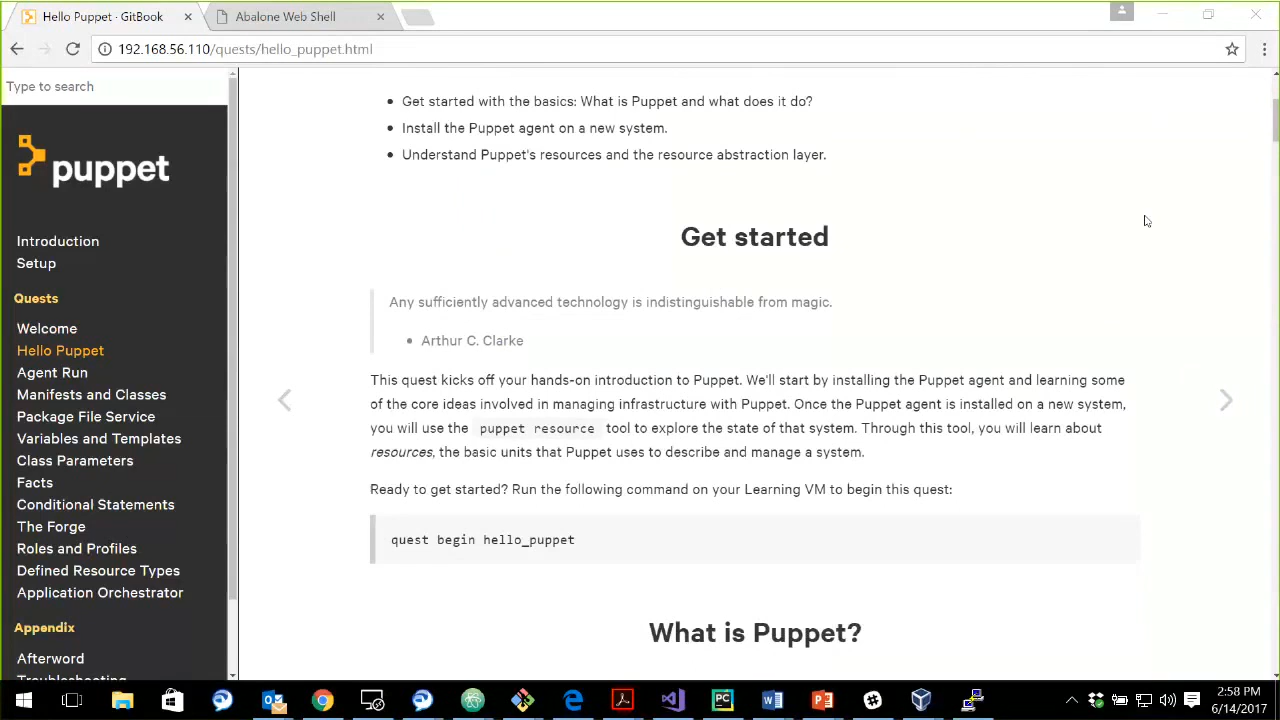 Hello Puppet · GitBook
Abalone Web Shell
192.168.56.110/quests/hello_puppet.html
Type to search
puppet
Introduction
Setup
Quests
Welcome
Hello Puppet
Agent Run
Manifests and Classes
Package File Service
Variables and Templates
Class Parameters
Facts
Conditional Statements
The Forge
Roles and Profiles
Defined Resource Types
Application Orchestrator
Appendix
Afterword
Troubleshooting
• Get started with the basics: What is Puppet and what does it do?
• Install the Puppet agent on a new system.
• Understand Puppet's resources and the resource abstraction layer.
Get started
Any sufficiently advanced technology is indistinguishable from magic.
• Arthur C. Clarke
This quest kicks off your hands-on introduction to Puppet. We'll start by installing the Puppet agent and learning some
of the core ideas involved in managing infrastructure with Puppet. Once the Puppet agent is installed on a new system,
you will use the puppet resource tool to explore the state of that system. Through this tool, you will learn about
resources, the basic units that Puppet uses to describe and manage a system.
Ready to get started? Run the following command on your Learning VM to begin this quest:
quest begin hello_puppet
What is Puppet?
2:58 PM
6/14/2017